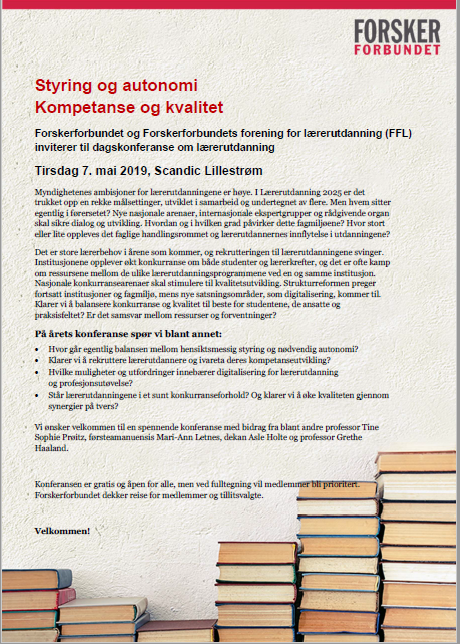 FORSKER
FORBUNDET
Styring og autonomi
Kompetanse og kvalitet
Forskerforbundet og Forskerforbundets forening for lærerutdanning (FFL)
inviterer til dagskonferanse om lærerutdanning
Tirsdag 7. mai 2019, Scandic Lillestrøm
Myndighetenes ambisjoner for lærerutdanningene er høye. I Lærerutdanning 2025 er det
trukket opp en rekke målsettinger, utviklet i samarbeid og undertegnet av flere. Men hvem sitter
egentlig i førersetet? Nye nasjonale arenaer, internasjonale ekspertgrupper og rådgivende organ
skal sikre dialog og utvikling. Hvordan og i hvilken grad påvirker dette fagmiljøene? Hvor stort
eller lite oppleves det faglige handlingsrommet og lærerutdannernes innflytelse i utdanningene?
Det er store lærerbehov i årene som kommer, og rekrutteringen til lærerutdanningene svinger.
Institusjonene opplever økt konkurranse om både studenter og lærerkrefter, og det er ofte kamp
om ressursene mellom de ulike lærerutdanningsprogrammene ved en og samme institusjon.
Nasjonale konkurransearenaer skal stimulere til kvalitetsutvikling. Strukturreformen preger
fortsatt institusjoner og fagmiljø, mens nye satsningsområder, som digitalisering, kommer til.
Klarer vi å balansere konkurranse og kvalitet til beste for studentene, de ansatte og
praksisfeltet? Er det samsvar mellom ressurser og forventninger?
På årets konferanse spør vi blant annet:
• Hvor går egentlig balansen mellom hensiktsmessig styring og nødvendig autonomi?
• Klarer vi å rekruttere lærerutdannere og ivareta deres kompetanseutvikling?
• Hvilke muligheter og utfordringer innebærer digitalisering for lærerutdanning
og profesjonsutøvelse?
• Står lærerutdanningene i et sunt konkurranseforhold? Og klarer vi å øke kvaliteten gjennom
synergier på tvers?
Vi ønsker velkommen til en spennende konferanse med bidrag fra blant andre professor Tine
Sophie Prøitz, førsteamanuensis Mari-Ann Letnes, dekan Asle Holte og professor Grethe
Haaland.
Konferansen er gratis og åpen for alle, men ved fulltegning vil medlemmer bli prioritert.
Forskerforbundet dekker reise for medlemmer og tillitsvalgte.
Velkommen!